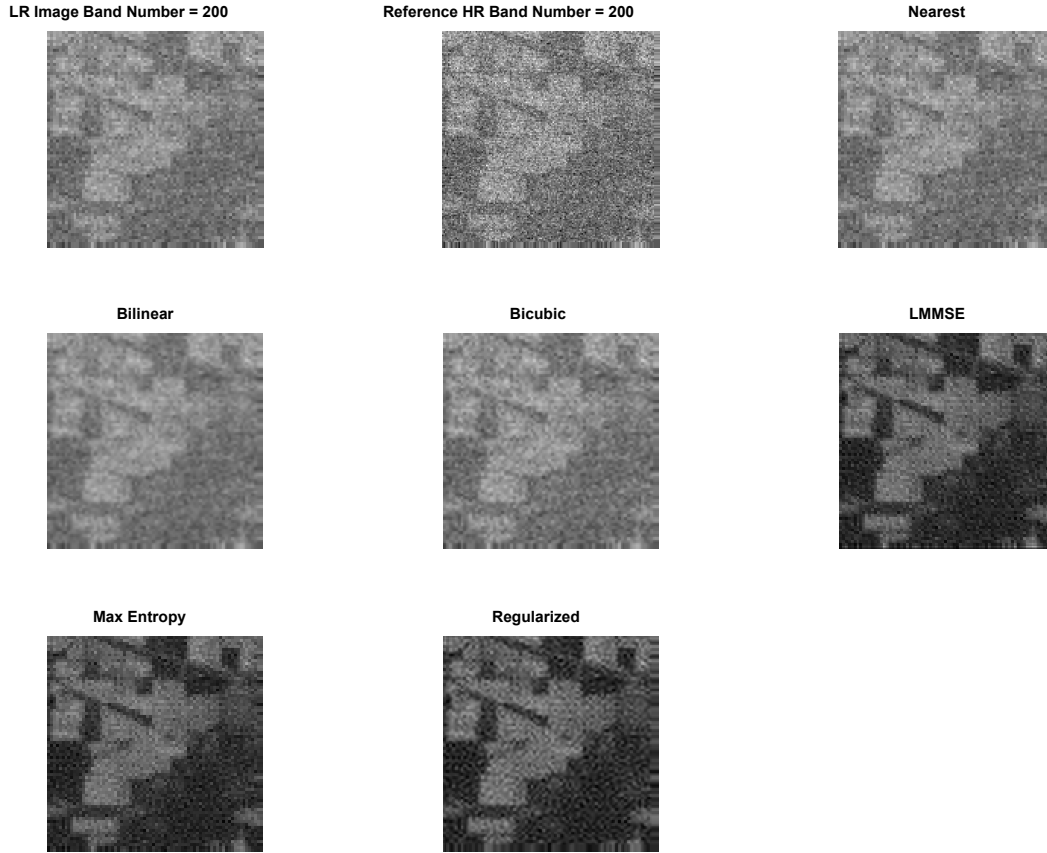 LR Image Band Number = 200
Reference HR Band Number = 200
Nearest
Bilinear
Bicubic
LMMSE
Max Entropy
Regularized